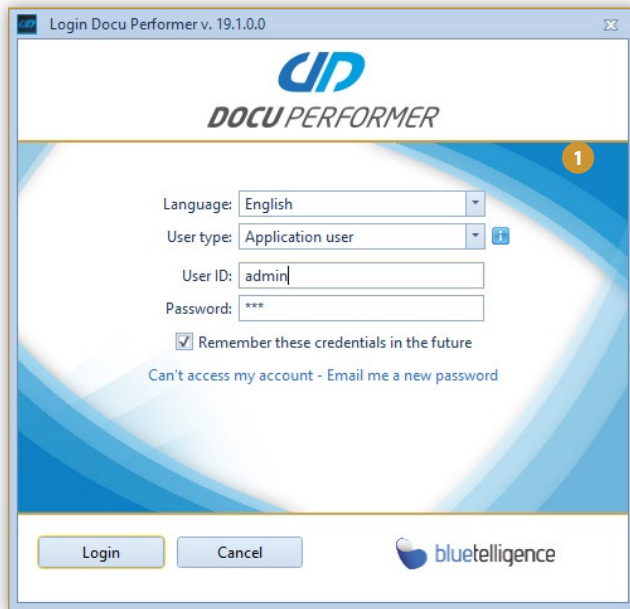 Login Docu Performer v. 19.1.0.0
DOCU PERFORMER
1
Language: English
User type: Application user
User ID: admin
Password: ***
Remember these credentials in the future
Can't access my account - Email me a new password
Login Cancel bluetelligence